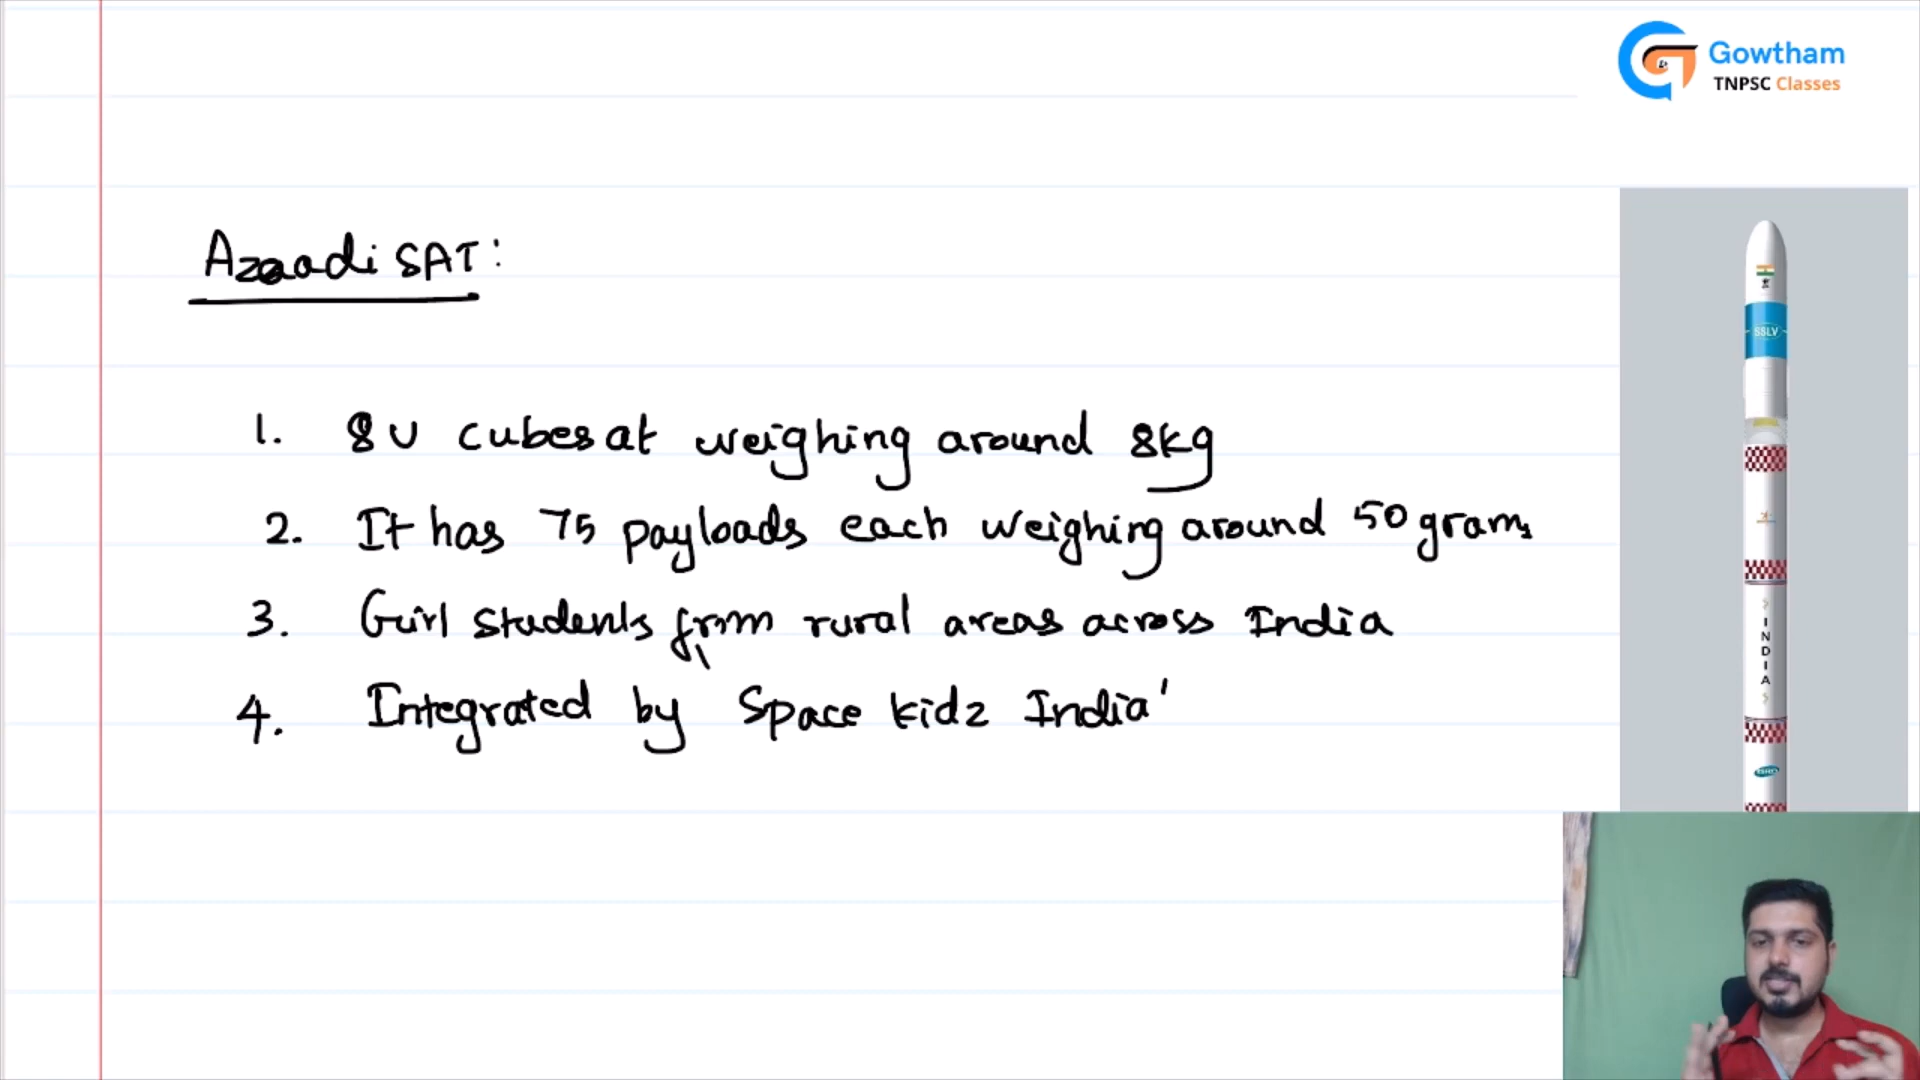 Gowtham
TNPSC Classes
Azaadi SAT:
1. 8U cubesat weighing around 8kg
2. It has 75 payloads each weighing around 50 grams
3. Girl students from rural areas across India
4. Integrated by Space Kidz India'
SSLV
INDIA